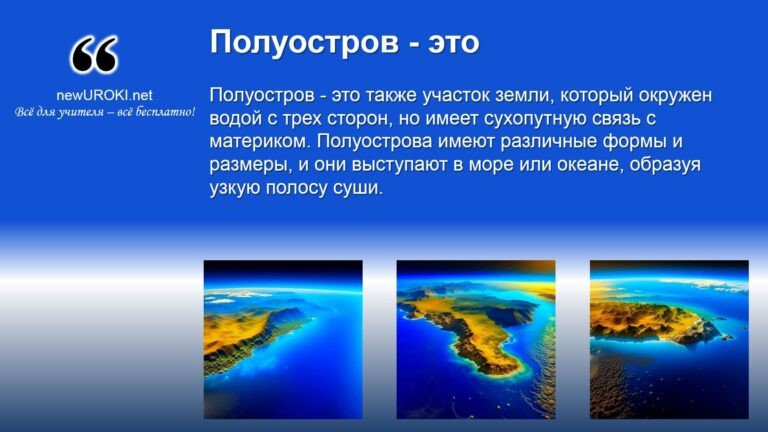 Полуостров - это
newUROKI.net
Всё для учителя – всё бесплатно!
Полуостров - это также участок земли, который окружен
водой с трех сторон, но имеет сухопутную связь с
материком. Полуострова имеют различные формы и
размеры, и они выступают в море или океане, образуя
узкую полосу суши.